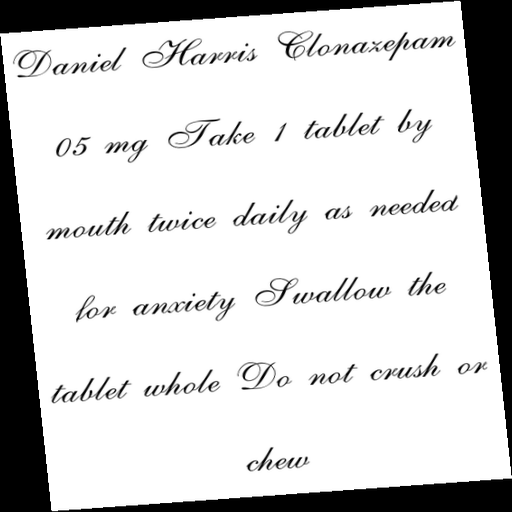 Daniel Harris Clonazepam
05 mg Take 1 tablet by
mouth twice daily as needed
for anxiety Swallow the
tablet whole Do not crush or
chew